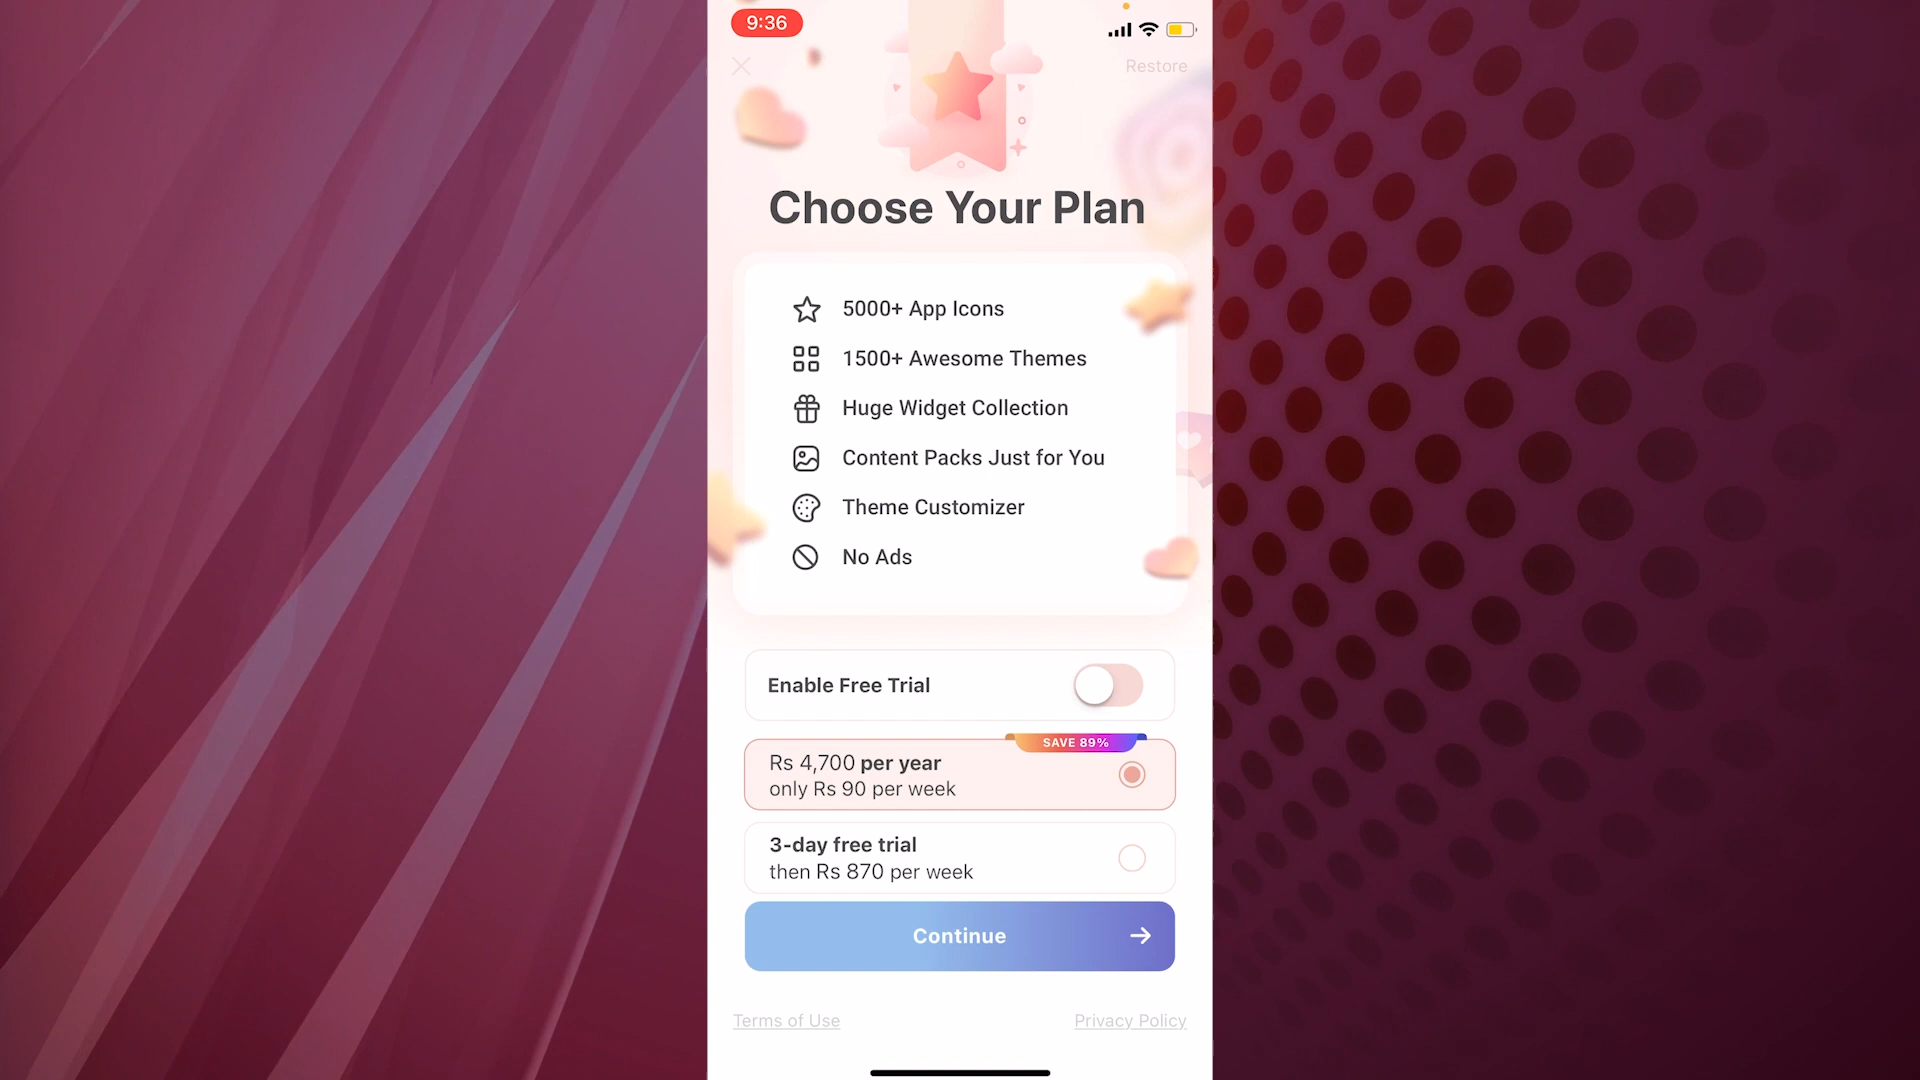 9:36
Restore
Choose Your Plan
5000+ App Icons
1500+ Awesome Themes
Huge Widget Collection
Content Packs Just for You
Theme Customizer
No Ads
Enable Free Trial
SAVE 89%
Rs 4,700 per year
only Rs 90 per week
3-day free trial
then Rs 870 per week
Continue
Terms of Use
Privacy Policy